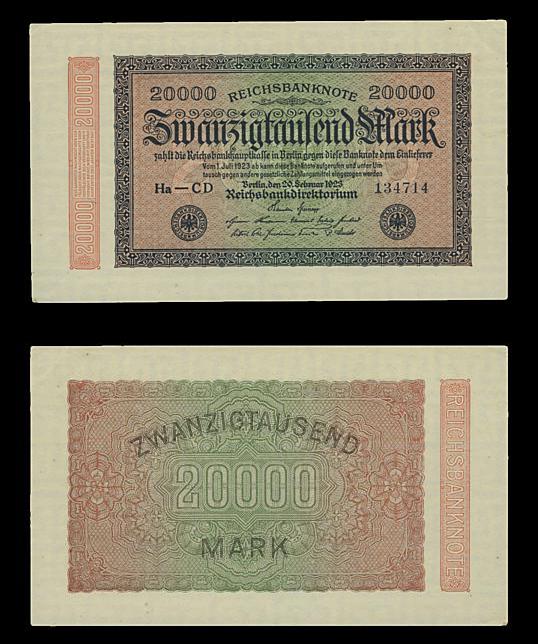 20000 REICHSBANKNOTE 20000
Zwanzigtausend Mark
zahlt die Reichsbankhauptkasse in Berlin gegen diese Banknote dem Einlieferer
Vom 1. Juli 1923 ab kann diese Banknote aufgerufen und unter Um
tausch gegen andere gesetzliche Zahlungsmittel eingezogen werden
Berlin, den 20. Februar 1923
Ha — CD Reichsbankdirektorium 134714
20000 20000
ZWANZIGTAUSEND
20000
MARK
REICHSBANKNOTE